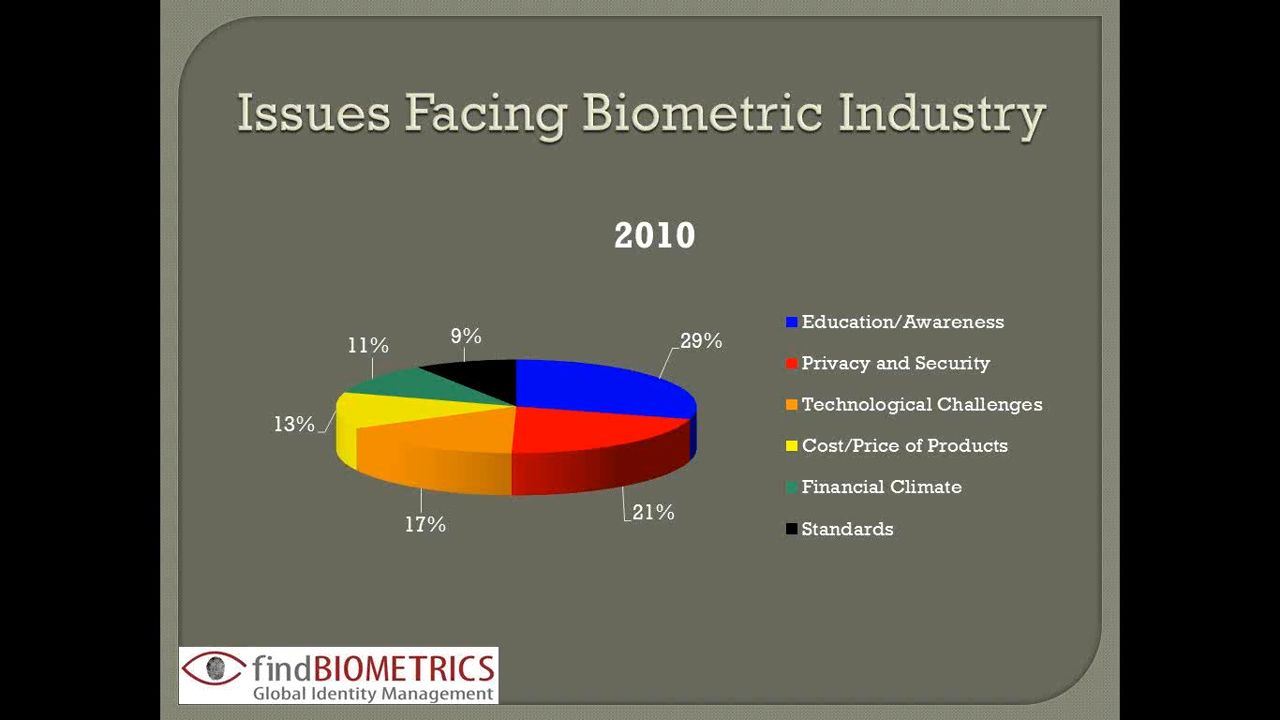 Issues Facing Biometric Industry
2010
9%
11%
29%
13%
21%
17%
Education/Awareness
Privacy and Security
Technological Challenges
Cost/Price of Products
Financial Climate
Standards
findBIOMETRICS
Global Identity Management